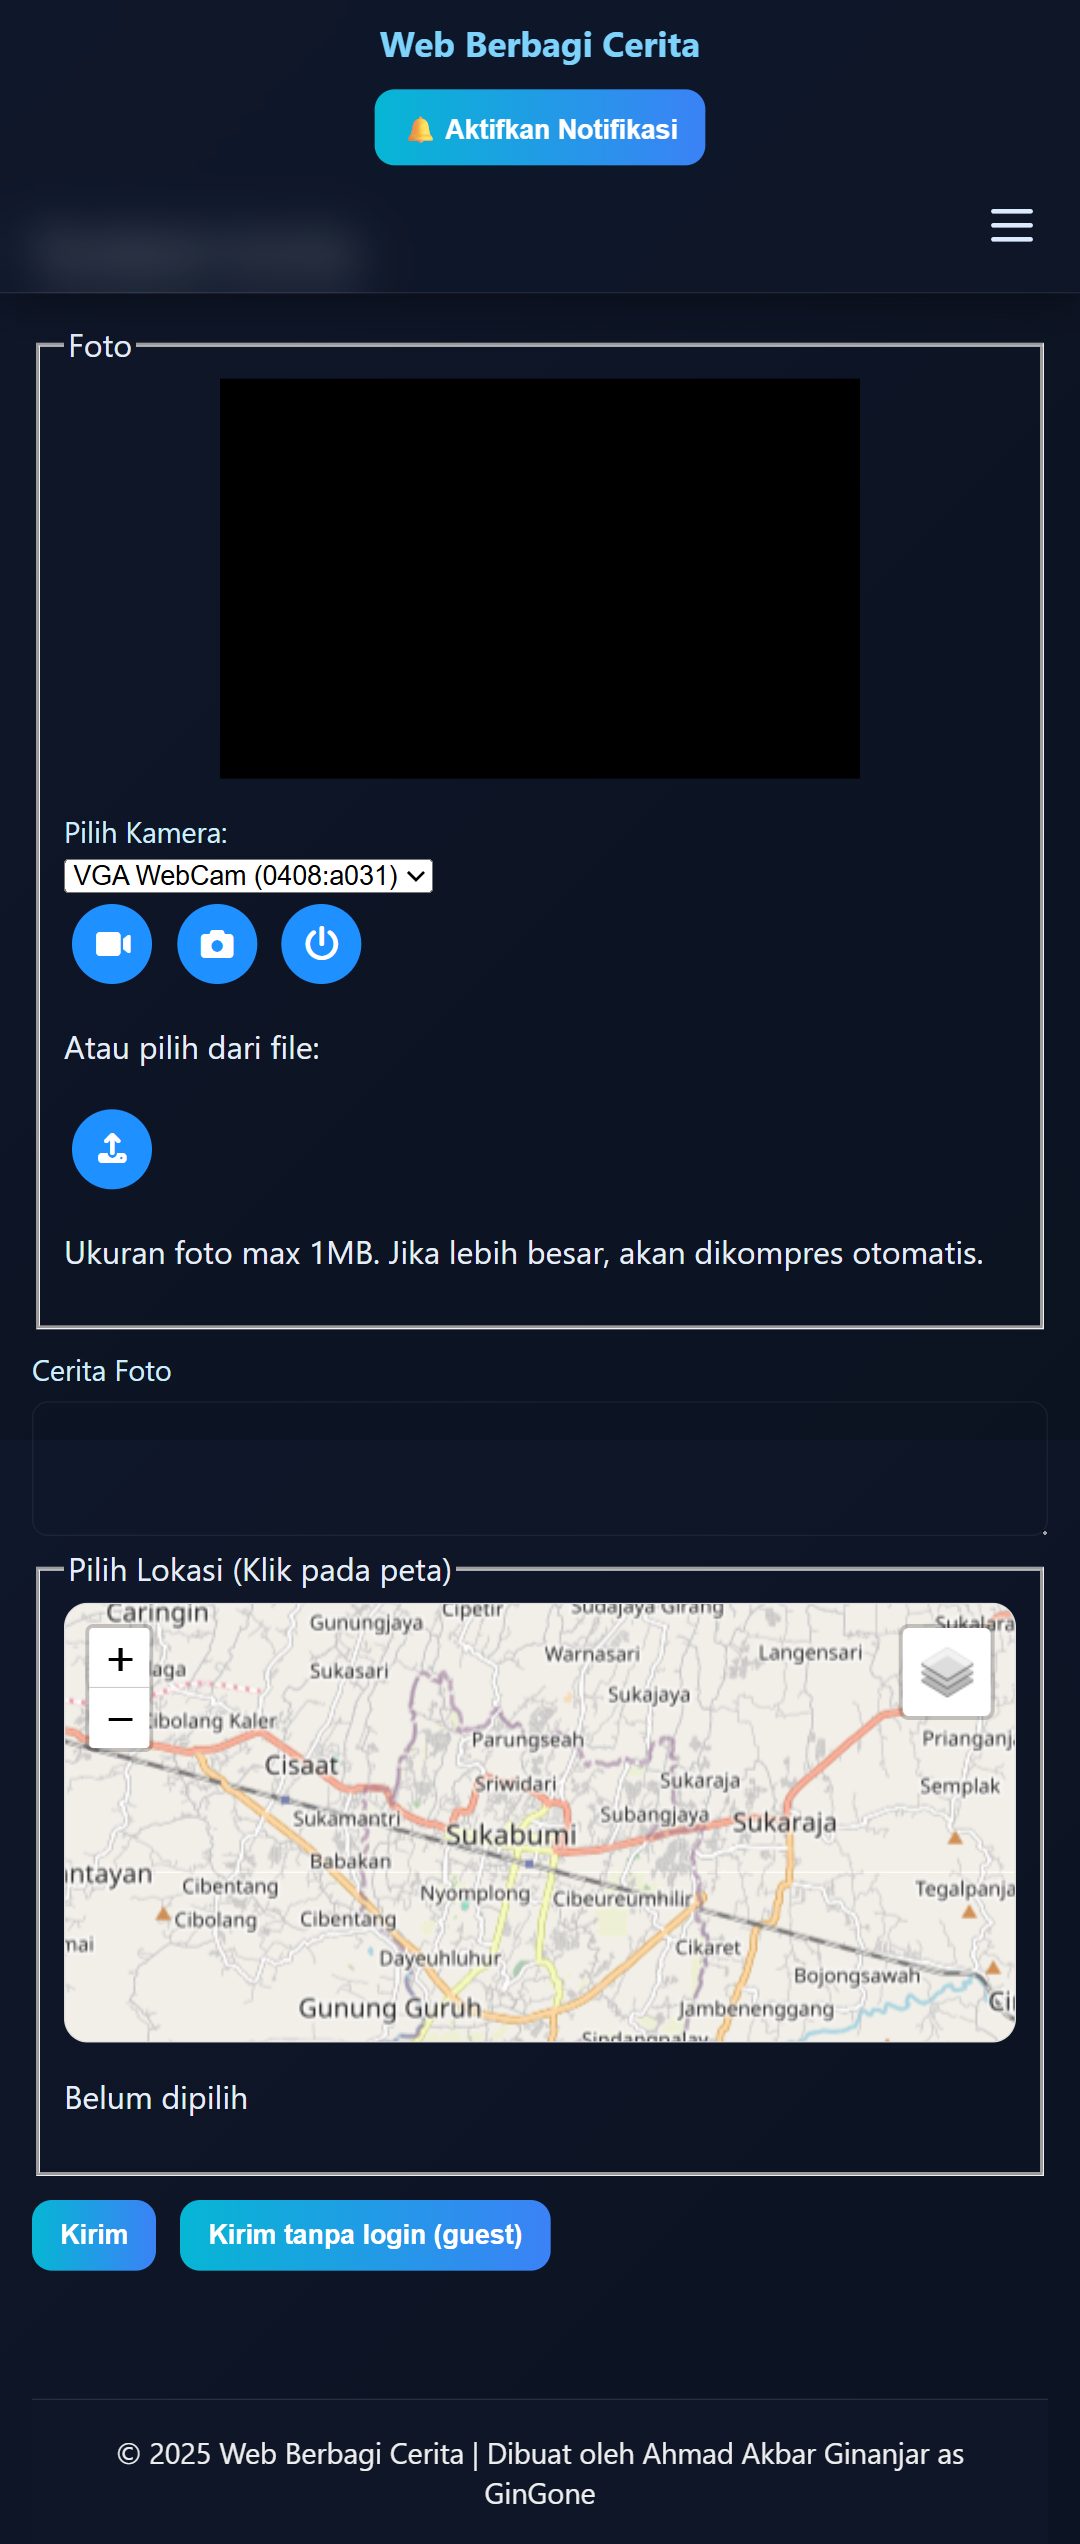 Web Berbagi Cerita
🔔 Aktifkan Notifikasi
Foto
Pilih Kamera:
VGA WebCam (0408:a031)
Atau pilih dari file:
Ukuran foto max 1MB. Jika lebih besar, akan dikompres otomatis.
Cerita Foto
Pilih Lokasi (Klik pada peta)
Caringin
Gunungjaya
Cipetir
Sudajaya Girang
Sukalara
+
aga
Sukasari
Warnasari
Langensari
Sukajaya
−
ibolang Kaler
Parungseah
Prianganj
Cisaat
Sriwidari
Sukaraja
Semplak
Sukamantri
Subangjaya
Sukaraja
Sukabumi
Babakan
ntayan
Cibentang
Nyomplong
Cibeureumhilir
Tegalpanja
Cibolang
Cibentang
mai
Dayeuhluhur
Cikaret
Bojongsawah
Gunung Guruh
Jambenenggang
Ci
Sindangpalay
Belum dipilih
Kirim
Kirim tanpa login (guest)
© 2025 Web Berbagi Cerita | Dibuat oleh Ahmad Akbar Ginanjar as
GinGone